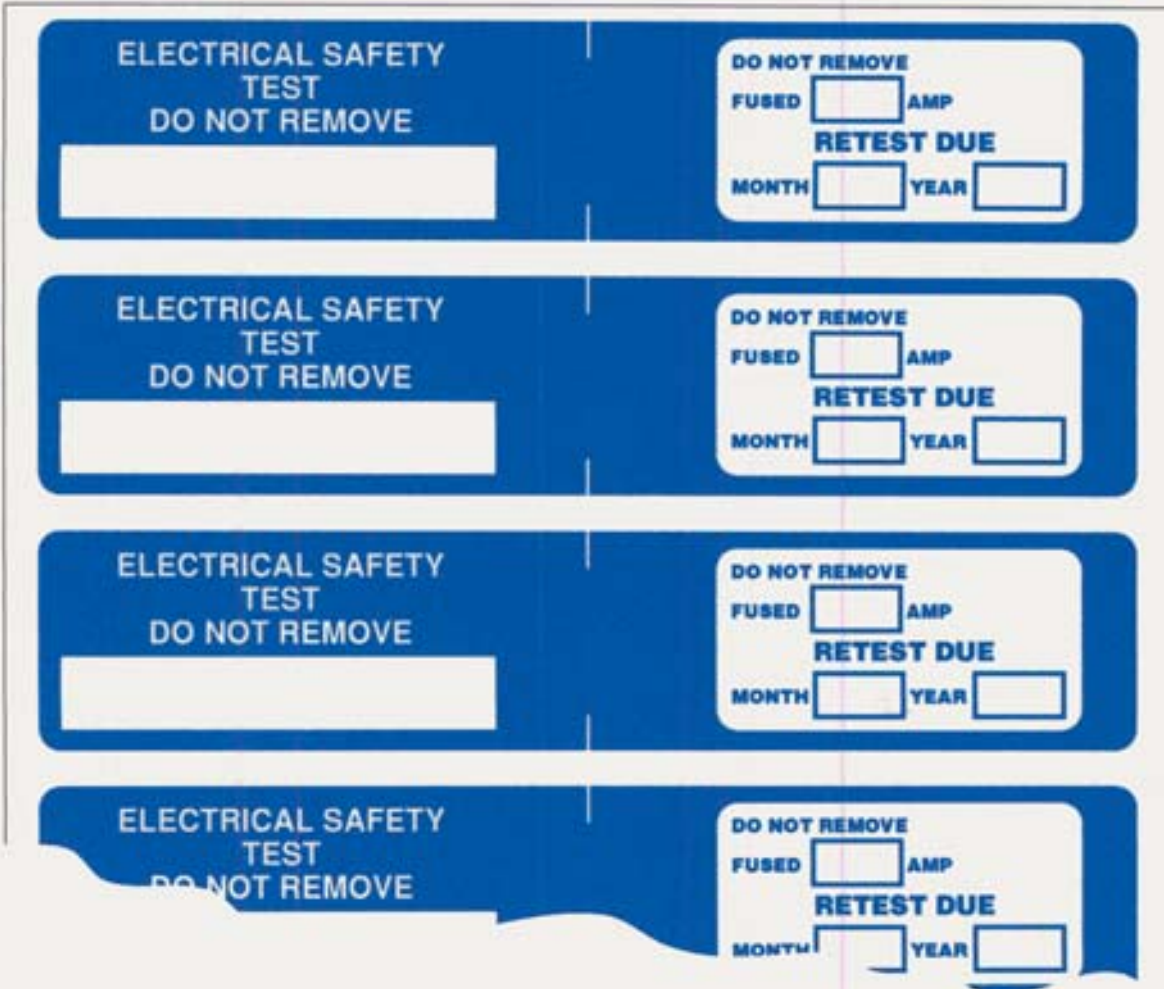 ELECTRICAL SAFETY
TEST
DO NOT REMOVE
DO NOT REMOVE
FUSED AMP
RETEST DUE
MONTH YEAR
ELECTRICAL SAFETY
TEST
DO NOT REMOVE
DO NOT REMOVE
FUSED AMP
RETEST DUE
MONTH YEAR
ELECTRICAL SAFETY
TEST
DO NOT REMOVE
DO NOT REMOVE
FUSED AMP
RETEST DUE
MONTH YEAR
ELECTRICAL SAFETY
TEST
DO NOT REMOVE
DO NOT REMOVE
FUSED AMP
RETEST DUE
MONTH YEAR